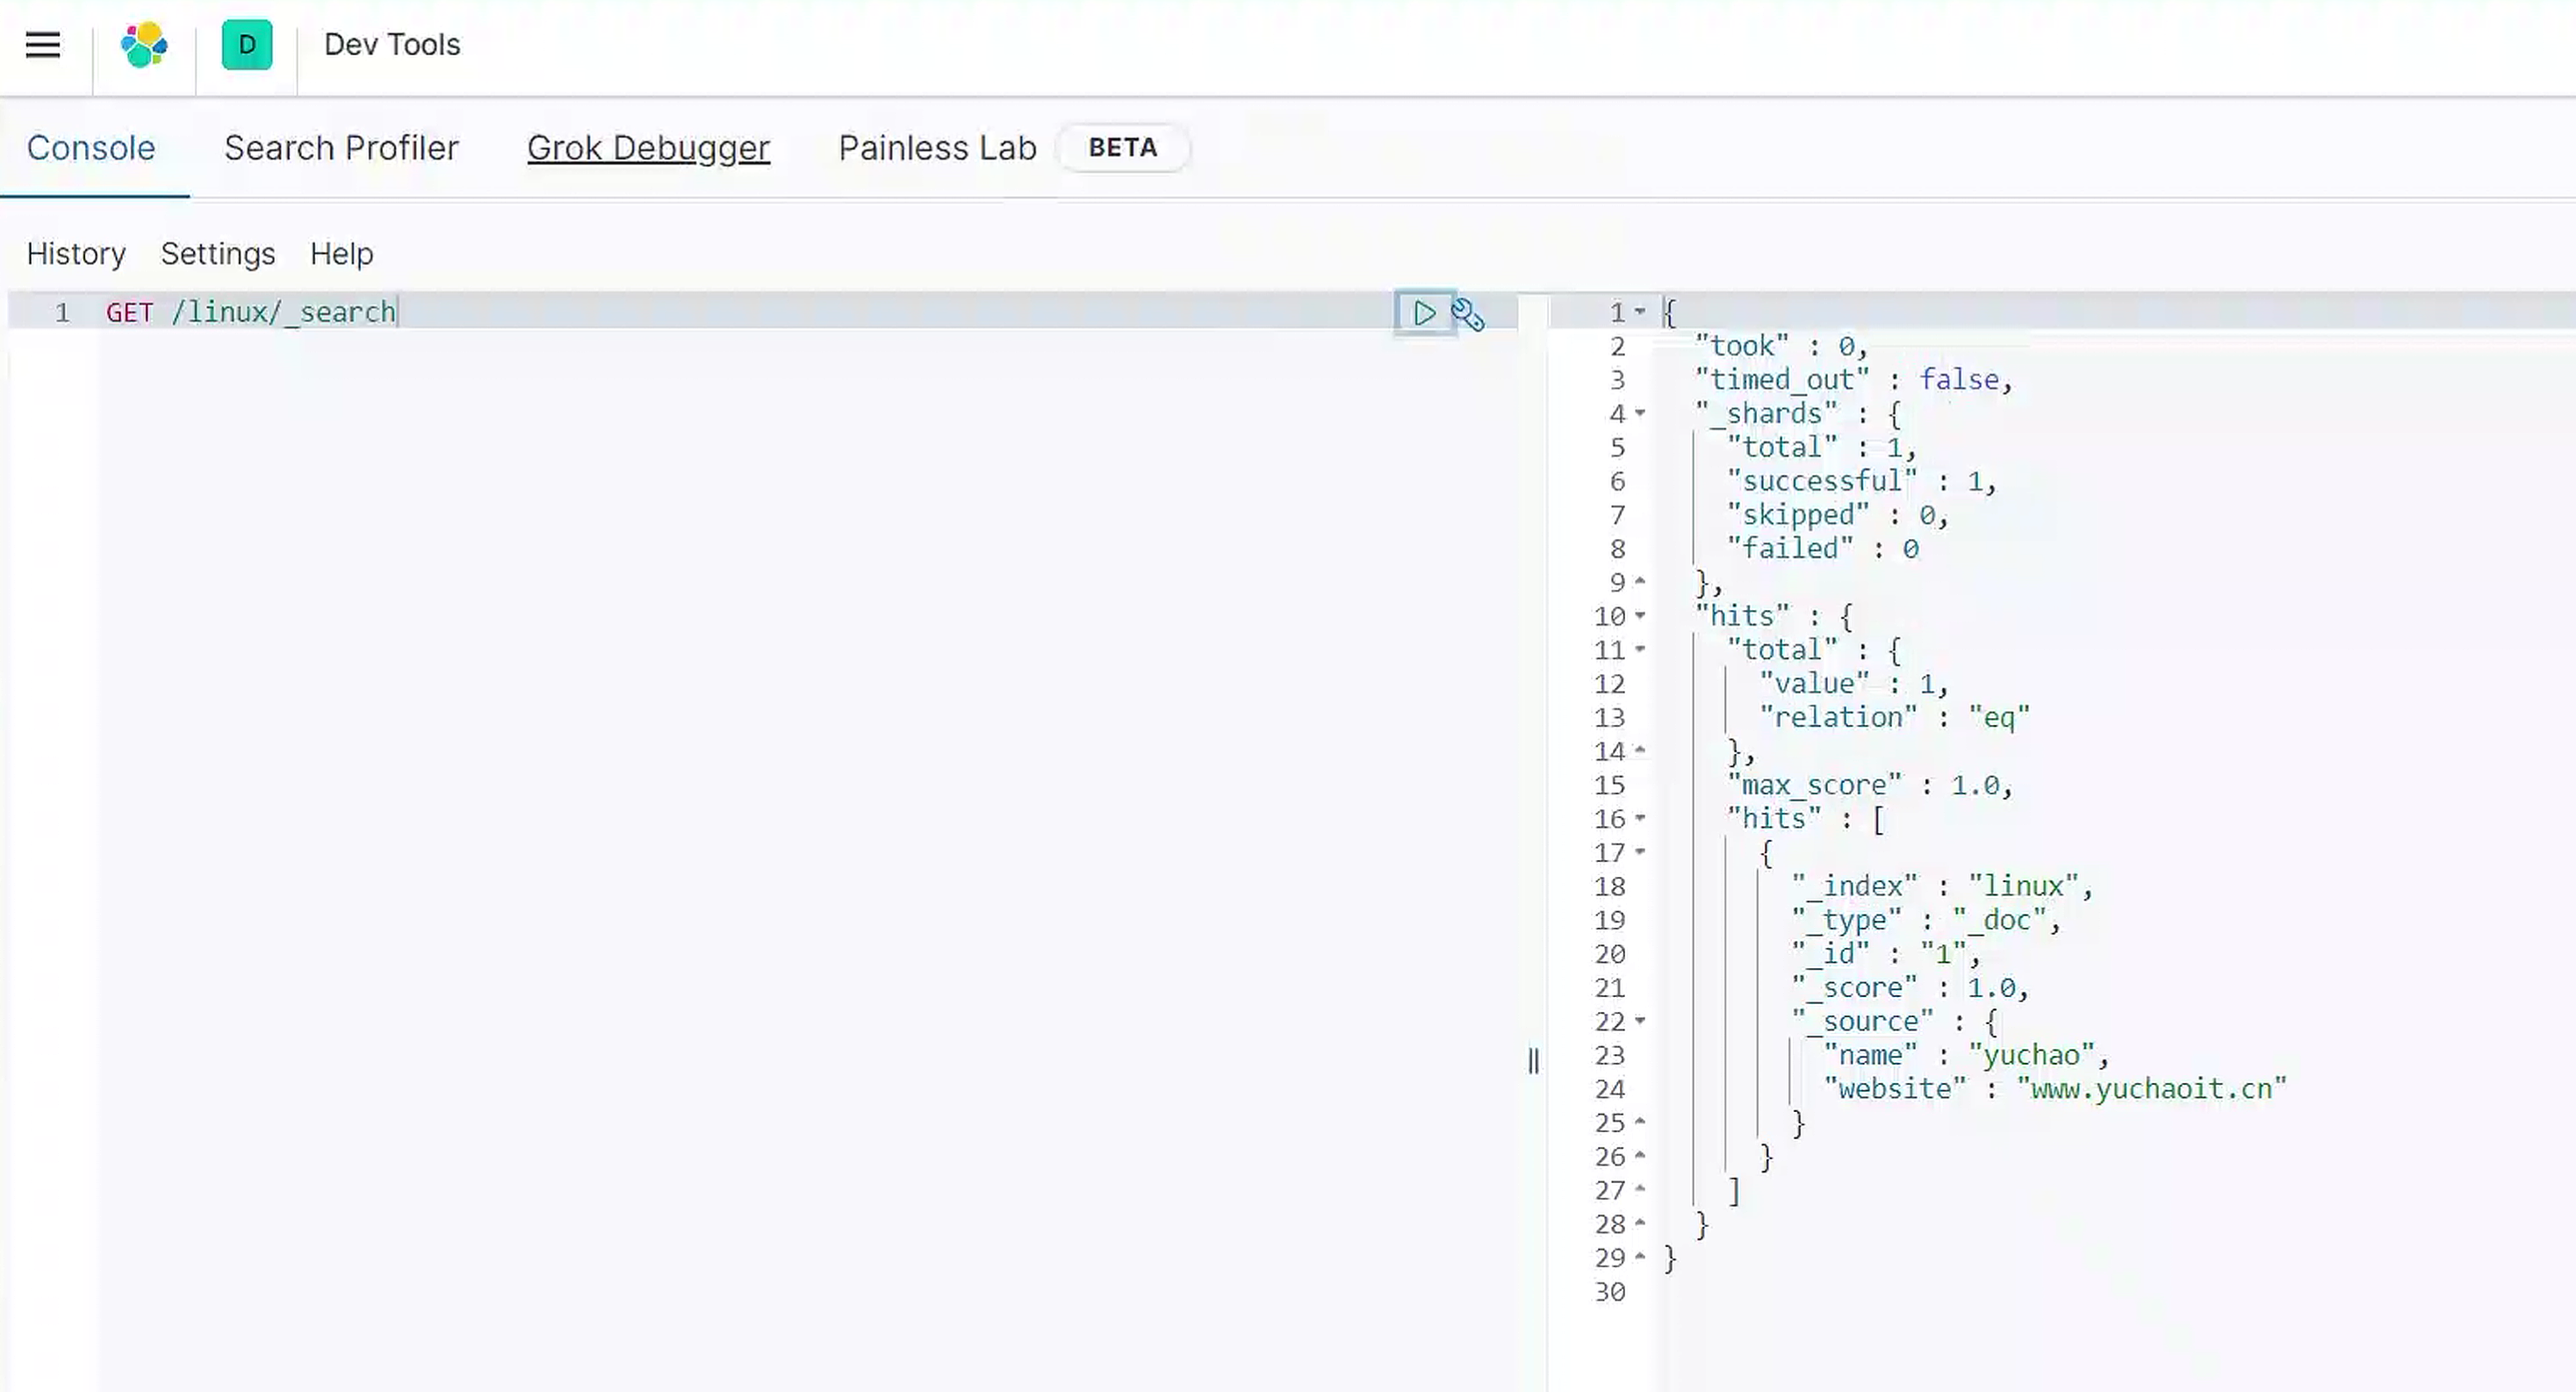 D Dev Tools
Console Search Profiler Grok Debugger Painless Lab BETA
History Settings Help
1 GET /linux/_search
1 {
2 "took" : 0,
3 "timed_out" : false,
4 "_shards" : {
5 "total" : 1,
6 "successful" : 1,
7 "skipped" : 0,
8 "failed" : 0
9 },
10 "hits" : {
11 "total" : {
12 "value" : 1,
13 "relation" : "eq"
14 },
15 "max_score" : 1.0,
16 "hits" : [
17 {
18 "_index" : "linux",
19 "_type" : "_doc",
20 "_id" : "1",
21 "_score" : 1.0,
22 "_source" : {
23 "name" : "yuchao",
24 "website" : "www.yuchaoit.cn"
25 }
26 }
27 ]
28 }
29 }
30